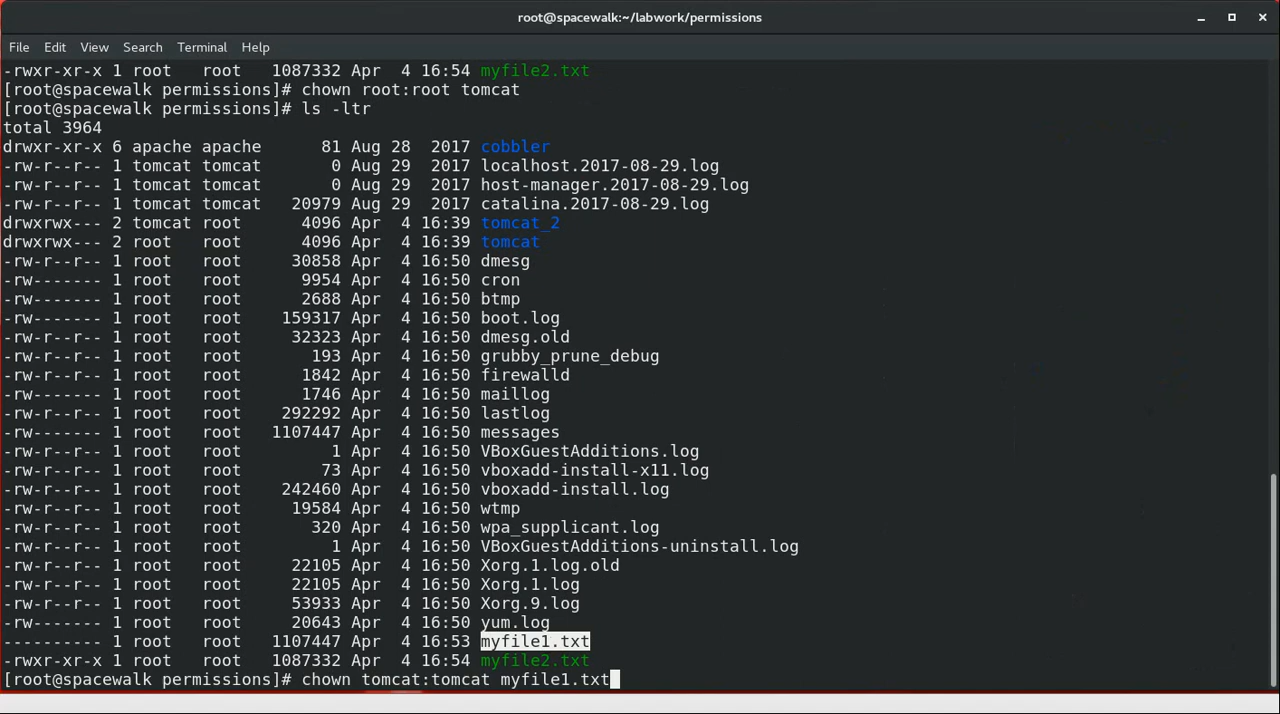 root@spacewalk:~/labwork/permissions
File Edit View Search Terminal Help
-rwxr-xr-x 1 root   root   1087332 Apr  4 16:54 myfile2.txt
[root@spacewalk permissions]# chown root:root tomcat
[root@spacewalk permissions]# ls -ltr
total 3964
drwxr-xr-x 6 apache apache      81 Aug 28  2017 cobbler
-rw-r--r-- 1 tomcat tomcat       0 Aug 29  2017 localhost.2017-08-29.log
-rw-r--r-- 1 tomcat tomcat       0 Aug 29  2017 host-manager.2017-08-29.log
-rw-r--r-- 1 tomcat tomcat   20979 Aug 29  2017 catalina.2017-08-29.log
drwxrwx--- 2 tomcat root      4096 Apr  4 16:39 tomcat_2
drwxrwx--- 2 root   root      4096 Apr  4 16:39 tomcat
-rw-r--r-- 1 root   root     30858 Apr  4 16:50 dmesg
-rw------- 1 root   root      9954 Apr  4 16:50 cron
-rw------- 1 root   root      2688 Apr  4 16:50 btmp
-rw------- 1 root   root    159317 Apr  4 16:50 boot.log
-rw-r--r-- 1 root   root     32323 Apr  4 16:50 dmesg.old
-rw-r--r-- 1 root   root       193 Apr  4 16:50 grubby_prune_debug
-rw-r--r-- 1 root   root      1842 Apr  4 16:50 firewalld
-rw------- 1 root   root      1746 Apr  4 16:50 maillog
-rw-r--r-- 1 root   root    292292 Apr  4 16:50 lastlog
-rw------- 1 root   root   1107447 Apr  4 16:50 messages
-rw-r--r-- 1 root   root         1 Apr  4 16:50 VBoxGuestAdditions.log
-rw-r--r-- 1 root   root        73 Apr  4 16:50 vboxadd-install-x11.log
-rw-r--r-- 1 root   root    242460 Apr  4 16:50 vboxadd-install.log
-rw-r--r-- 1 root   root     19584 Apr  4 16:50 wtmp
-rw-r--r-- 1 root   root       320 Apr  4 16:50 wpa_supplicant.log
-rw-r--r-- 1 root   root         1 Apr  4 16:50 VBoxGuestAdditions-uninstall.log
-rw-r--r-- 1 root   root     22105 Apr  4 16:50 Xorg.1.log.old
-rw-r--r-- 1 root   root     22105 Apr  4 16:50 Xorg.1.log
-rw-r--r-- 1 root   root     53933 Apr  4 16:50 Xorg.9.log
-rw------- 1 root   root     20643 Apr  4 16:50 yum.log
---------- 1 root   root   1107447 Apr  4 16:53 myfile1.txt
-rwxr-xr-x 1 root   root   1087332 Apr  4 16:54 myfile2.txt
[root@spacewalk permissions]# chown tomcat:tomcat myfile1.txt